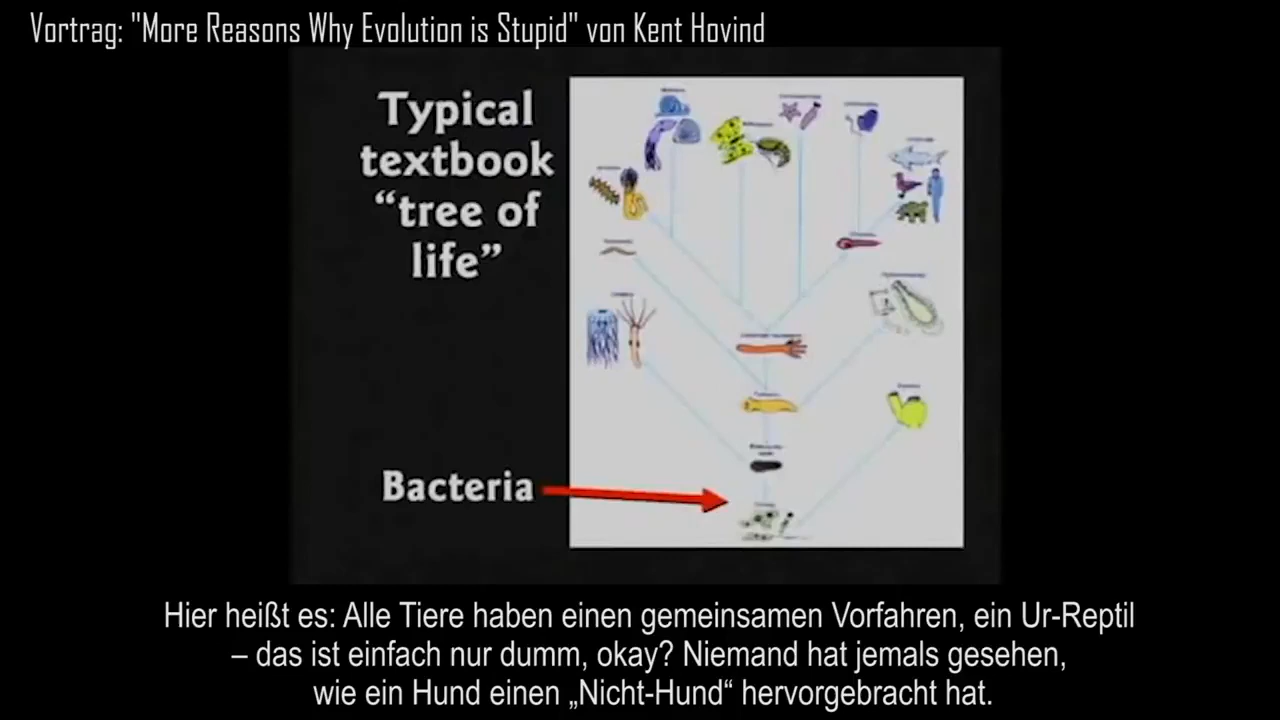 Vortrag: "More Reasons Why Evolution is Stupid" von Kent Hovind
Typical
textbook
“tree of
life”
Bacteria
Hier heißt es: Alle Tiere haben einen gemeinsamen Vorfahren, ein Ur-Reptil
– das ist einfach nur dumm, okay? Niemand hat jemals gesehen,
wie ein Hund einen „Nicht-Hund“ hervorgebracht hat.